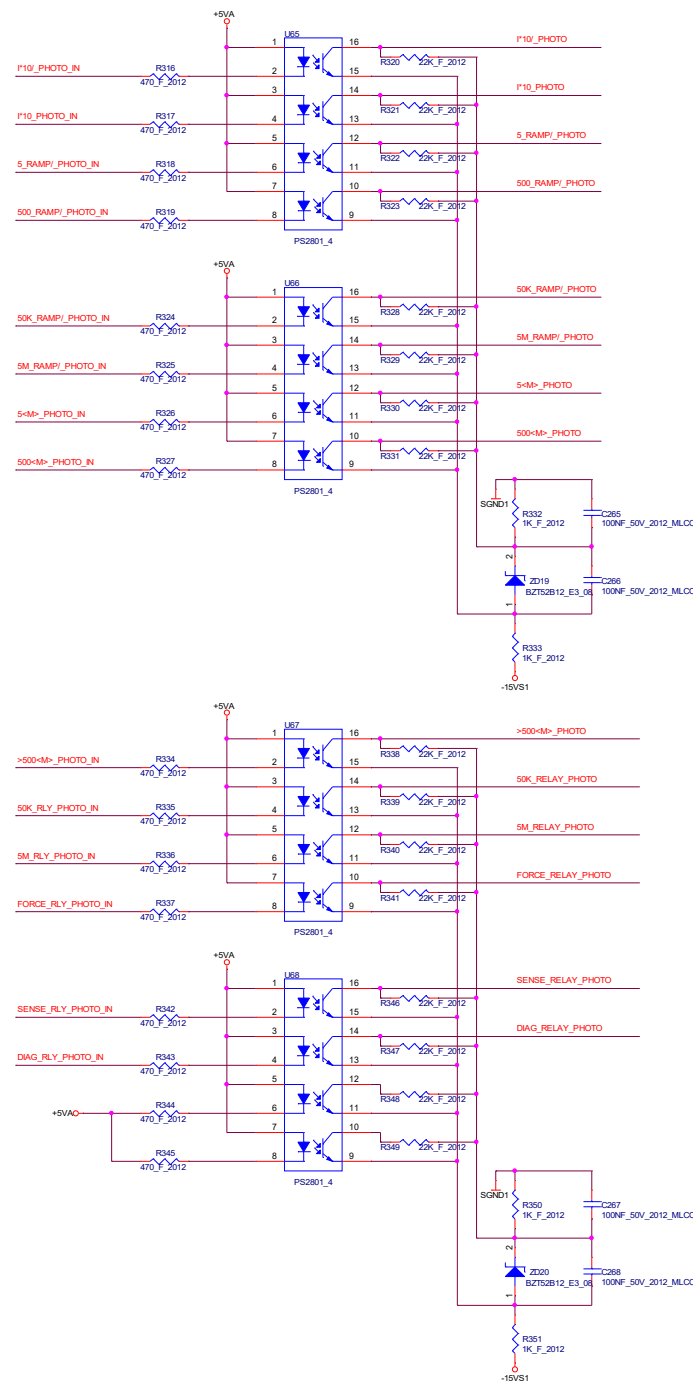 +5VA
U65
1 16 I*10/_PHOTO
I*10/_PHOTO_IN R316 470_F_2012 2 15 R320 22K_F_2012
3 14 I*10_PHOTO
I*10_PHOTO_IN R317 470_F_2012 4 13 R321 22K_F_2012
5 12 5_RAMP/_PHOTO
5_RAMP/_PHOTO_IN R318 470_F_2012 6 11 R322 22K_F_2012
7 10 500_RAMP/_PHOTO
500_RAMP/_PHOTO_IN R319 470_F_2012 8 9 R323 22K_F_2012
PS2801_4
+5VA
U66
1 16 50K_RAMP/_PHOTO
50K_RAMP/_PHOTO_IN R324 470_F_2012 2 15 R328 22K_F_2012
3 14 5M_RAMP/_PHOTO
5M_RAMP/_PHOTO_IN R325 470_F_2012 4 13 R329 22K_F_2012
5 12 5<M>_PHOTO
5<M>_PHOTO_IN R326 470_F_2012 6 11 R330 22K_F_2012
7 10 500<M>_PHOTO
500<M>_PHOTO_IN R327 470_F_2012 8 9 R331 22K_F_2012
PS2801_4
SGND1
R332
1K_F_2012
C265
100NF_50V_2012_MLCC
2
ZD19
BZT52B12_E3_08
1
C266
100NF_50V_2012_MLCC
R333
1K_F_2012
-15VS1
+5VA
U67
1 16 >500<M>_PHOTO
>500<M>_PHOTO_IN R334 470_F_2012 2 15 R338 22K_F_2012
3 14 50K_RELAY_PHOTO
50K_RLY_PHOTO_IN R335 470_F_2012 4 13 R339 22K_F_2012
5 12 5M_RELAY_PHOTO
5M_RLY_PHOTO_IN R336 470_F_2012 6 11 R340 22K_F_2012
7 10 FORCE_RELAY_PHOTO
FORCE_RLY_PHOTO_IN R337 470_F_2012 8 9 R341 22K_F_2012
PS2801_4
+5VA
U68
1 16 SENSE_RELAY_PHOTO
SENSE_RLY_PHOTO_IN R342 470_F_2012 2 15 R346 22K_F_2012
3 14 DIAG_RELAY_PHOTO
DIAG_RLY_PHOTO_IN R343 470_F_2012 4 13 R347 22K_F_2012
5 12
+5VA R344 470_F_2012 6 11 R348 22K_F_2012
7 10
R345 470_F_2012 8 9 R349 22K_F_2012
PS2801_4
SGND1
R350
1K_F_2012
C267
100NF_50V_2012_MLCC
2
ZD20
BZT52B12_E3_08
1
C268
100NF_50V_2012_MLCC
R351
1K_F_2012
-15VS1